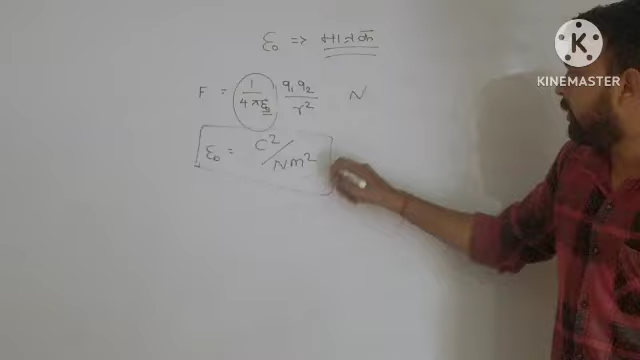 ε₀ => मात्रक
F = 1/4πε₀ q₁q₂/r² N
ε₀ = C²/Nm²
KINEMASTER